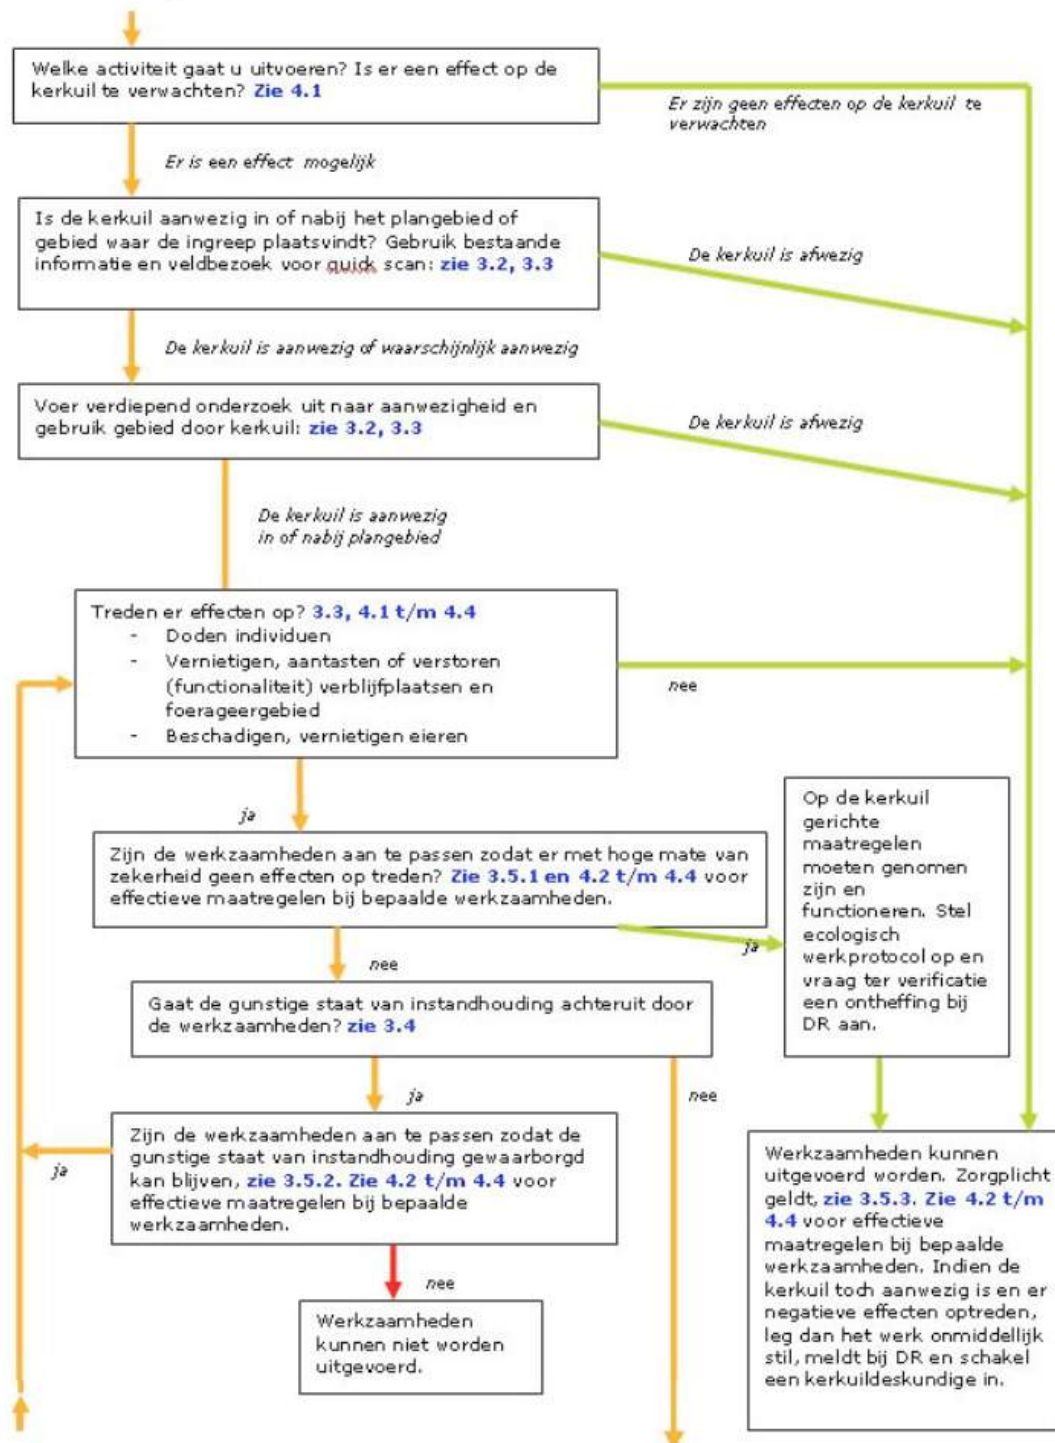 Welke activiteit gaat u uitvoeren? Is er een effect op de
kerkuil te verwachten? Zie 4.1
Er zijn geen effecten op de kerkuil te
verwachten
Er is een effect mogelijk
Is de kerkuil aanwezig in of nabij het plangebied of
gebied waar de ingreep plaatsvindt? Gebruik bestaande
informatie en veldbezoek voor quick scan: zie 3.2, 3.3
De kerkuil is afwezig
De kerkuil is aanwezig of waarschijnlijk aanwezig
Voer verdiepend onderzoek uit naar aanwezigheid en
gebruik gebied door kerkuil: zie 3.2, 3.3
De kerkuil is afwezig
De kerkuil is aanwezig
in of nabij plangebied
Treden er effecten op? 3.3, 4.1 t/m 4.4
- Doden individuen
- Vernietigen, aantasten of verstoren
(functionaliteit) verblijfplaatsen en
foerageergebied
- Beschadigen, vernietigen eieren
nee
ja
Zijn de werkzaamheden aan te passen zodat er met hoge mate van
zekerheid geen effecten op treden? Zie 3.5.1 en 4.2 t/m 4.4 voor
effectieve maatregelen bij bepaalde werkzaamheden.
ja
Op de kerkuil
gerichte
maatregelen
moeten genomen
zijn en
functioneren. Stel
ecologisch
werkprotocol op en
vraag ter verificatie
een ontheffing bij
DR aan.
nee
Gaat de gunstige staat van instandhouding achteruit door
de werkzaamheden? zie 3.4
ja
nee
Zijn de werkzaamheden aan te passen zodat de
gunstige staat van instandhouding gewaarborgd
kan blijven, zie 3.5.2. Zie 4.2 t/m 4.4 voor
effectieve maatregelen bij bepaalde
werkzaamheden.
ja
nee
Werkzaamheden
kunnen niet worden
uitgevoerd.
Werkzaamheden kunnen
uitgevoerd worden. Zorgplicht
geldt, zie 3.5.3. Zie 4.2 t/m
4.4 voor effectieve
maatregelen bij bepaalde
werkzaamheden. Indien de
kerkuil toch aanwezig is en er
negatieve effecten optreden,
leg dan het werk onmiddellijk
stil, meldt bij DR en schakel
een kerkuildeskundige in.